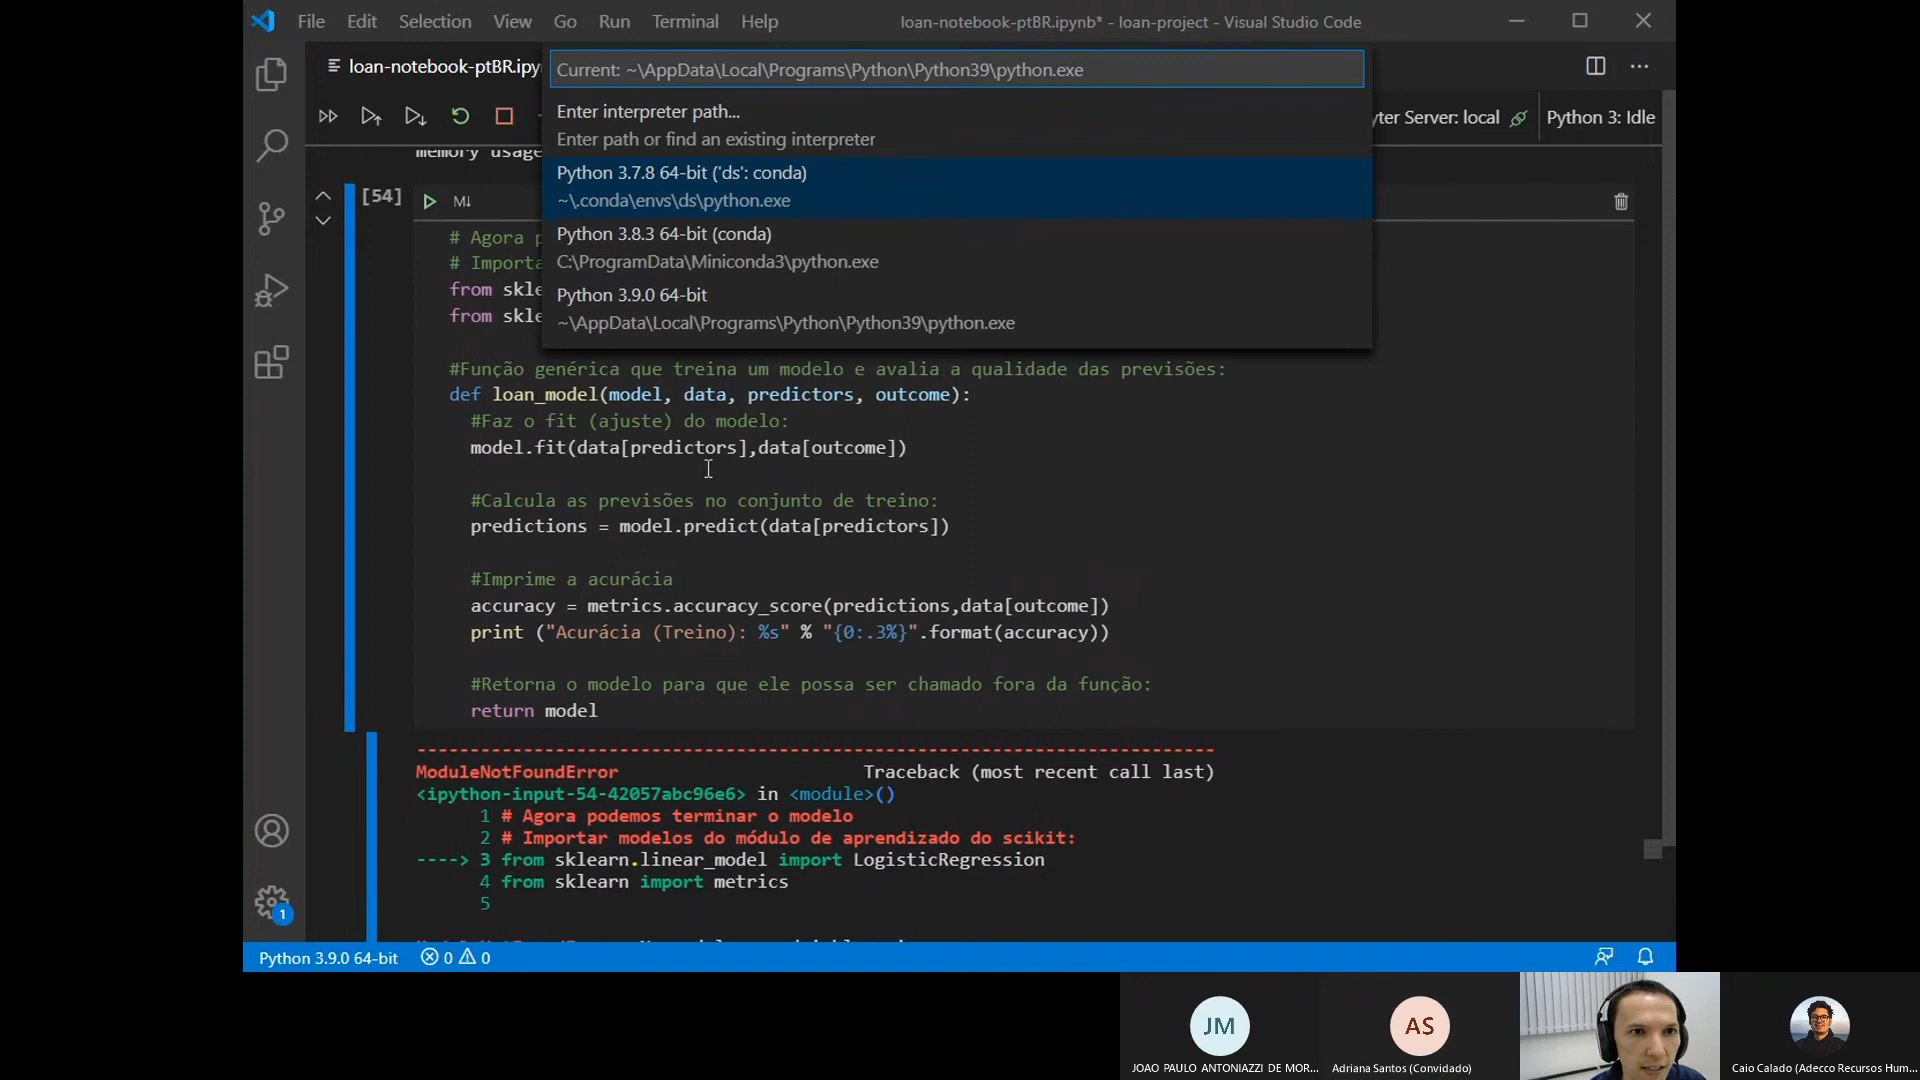 File Edit Selection View Go Run Terminal Help
loan-notebook-ptBR.ipynb* - loan-project - Visual Studio Code
loan-notebook-ptBR.ipy
Current: ~\AppData\Local\Programs\Python\Python39\python.exe
Enter interpreter path...
Enter path or find an existing interpreter
Python 3.7.8 64-bit ('ds': conda)
~\.conda\envs\ds\python.exe
Python 3.8.3 64-bit (conda)
C:\ProgramData\Miniconda3\python.exe
Python 3.9.0 64-bit
~\AppData\Local\Programs\Python\Python39\python.exe
yter Server: local
Python 3: Idle
memory usage
[54]
M↓
# Agora p
# Importa
from skle
from skle
#Função genérica que treina um modelo e avalia a qualidade das previsões:
def loan_model(model, data, predictors, outcome):
#Faz o fit (ajuste) do modelo:
model.fit(data[predictors],data[outcome])
#Calcula as previsões no conjunto de treino:
predictions = model.predict(data[predictors])
#Imprime a acurácia
accuracy = metrics.accuracy_score(predictions,data[outcome])
print ("Acurácia (Treino): %s" % "{0:.3%}".format(accuracy))
#Retorna o modelo para que ele possa ser chamado fora da função:
return model
---------------------------------------------------------------------------
ModuleNotFoundError Traceback (most recent call last)
<ipython-input-54-42057abc96e6> in <module>()
1 # Agora podemos terminar o modelo
2 # Importar modelos do módulo de aprendizado do scikit:
----> 3 from sklearn.linear_model import LogisticRegression
4 from sklearn import metrics
5
1
Python 3.9.0 64-bit
0 0
JM
AS
JOAO PAULO ANTONIAZZI DE MOR...
Adriana Santos (Convidado)
Caio Calado (Adecco Recursos Hum...